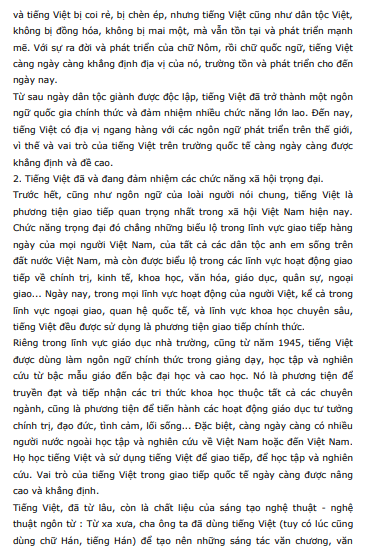 và tiếng Việt bị coi rẻ, bị chèn ép, nhưng tiếng Việt cũng như dân tộc Việt,
không bị đồng hóa, không bị mai một, mà vẫn tồn tại và phát triển mạnh
mẽ. Với sự ra đời và phát triển của chữ Nôm, rồi chữ quốc ngữ, tiếng Việt
càng ngày càng khẳng định địa vị của nó, trường tồn và phát triển cho đến
ngày nay.
Từ sau ngày dân tộc giành được độc lập, tiếng Việt đã trở thành một ngôn
ngữ quốc gia chính thức và đảm nhiệm nhiều chức năng lớn lao. Đến nay,
tiếng Việt có địa vị ngang hàng với các ngôn ngữ phát triển trên thế giới,
vì thế và vai trò của tiếng Việt trên trường quốc tế càng ngày càng được
khẳng định và đề cao.
2. Tiếng Việt đã và đang đảm nhiệm các chức năng xã hội trọng đại.
Trước hết, cũng như ngôn ngữ của loài người nói chung, tiếng Việt là
phương tiện giao tiếp quan trọng nhất trong xã hội Việt Nam hiện nay.
Chức năng trọng đại đó chẳng những biểu lộ trong lĩnh vực giao tiếp hàng
ngày của mọi người Việt Nam, của tất cả các dân tộc anh em sống trên
đất nước Việt Nam, mà còn được biểu lộ trong các lĩnh vực hoạt động giao
tiếp về chính trị, kinh tế, khoa học, văn hóa, giáo dục, quân sự, ngoại
giao... Ngày nay, trong mọi lĩnh vực hoạt động của người Việt, kể cả trong
lĩnh vực ngoại giao, quan hệ quốc tế, và lĩnh vực khoa học chuyên sâu,
tiếng Việt đều được sử dụng là phương tiện giao tiếp chính thức.
Riêng trong lĩnh vực giáo dục nhà trường, cũng từ năm 1945, tiếng Việt
được dùng làm ngôn ngữ chính thức trong giảng dạy, học tập và nghiên
cứu từ bậc mẫu giáo đến bậc đại học và cao học. Nó là phương tiện để
truyền đạt và tiếp nhận các tri thức khoa học thuộc tất cả các chuyên
ngành, cũng là phương tiện để tiến hành các hoạt động giáo dục tư tưởng
chính trị, đạo đức, tình cảm, lối sống... Đặc biệt, càng ngày càng có nhiều
người nước ngoài học tập và nghiên cứu về Việt Nam hoặc đến Việt Nam.
Họ học tiếng Việt và sử dụng tiếng Việt để giao tiếp, để học tập và nghiên
cứu. Vai trò của tiếng Việt trong giao tiếp quốc tế ngày càng được nâng
cao và khẳng định.
Tiếng Việt, đã từ lâu, còn là chất liệu của sáng tạo nghệ thuật - nghệ
thuật ngôn từ : Từ xa xưa, cha ông ta đã dùng tiếng Việt (tuy có lúc cũng
dùng chữ Hán, tiếng Hán) để tạo nên những sáng tác văn chương, văn